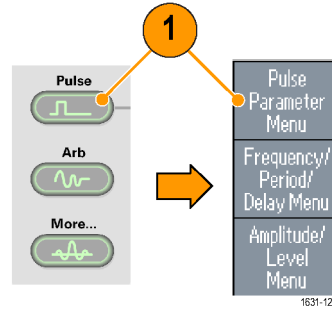 1
Pulse
Arb
More...
Pulse
Parameter
Menu
Frequency/
Period/
Delay Menu
Amplitude/
Level
Menu
1631-12